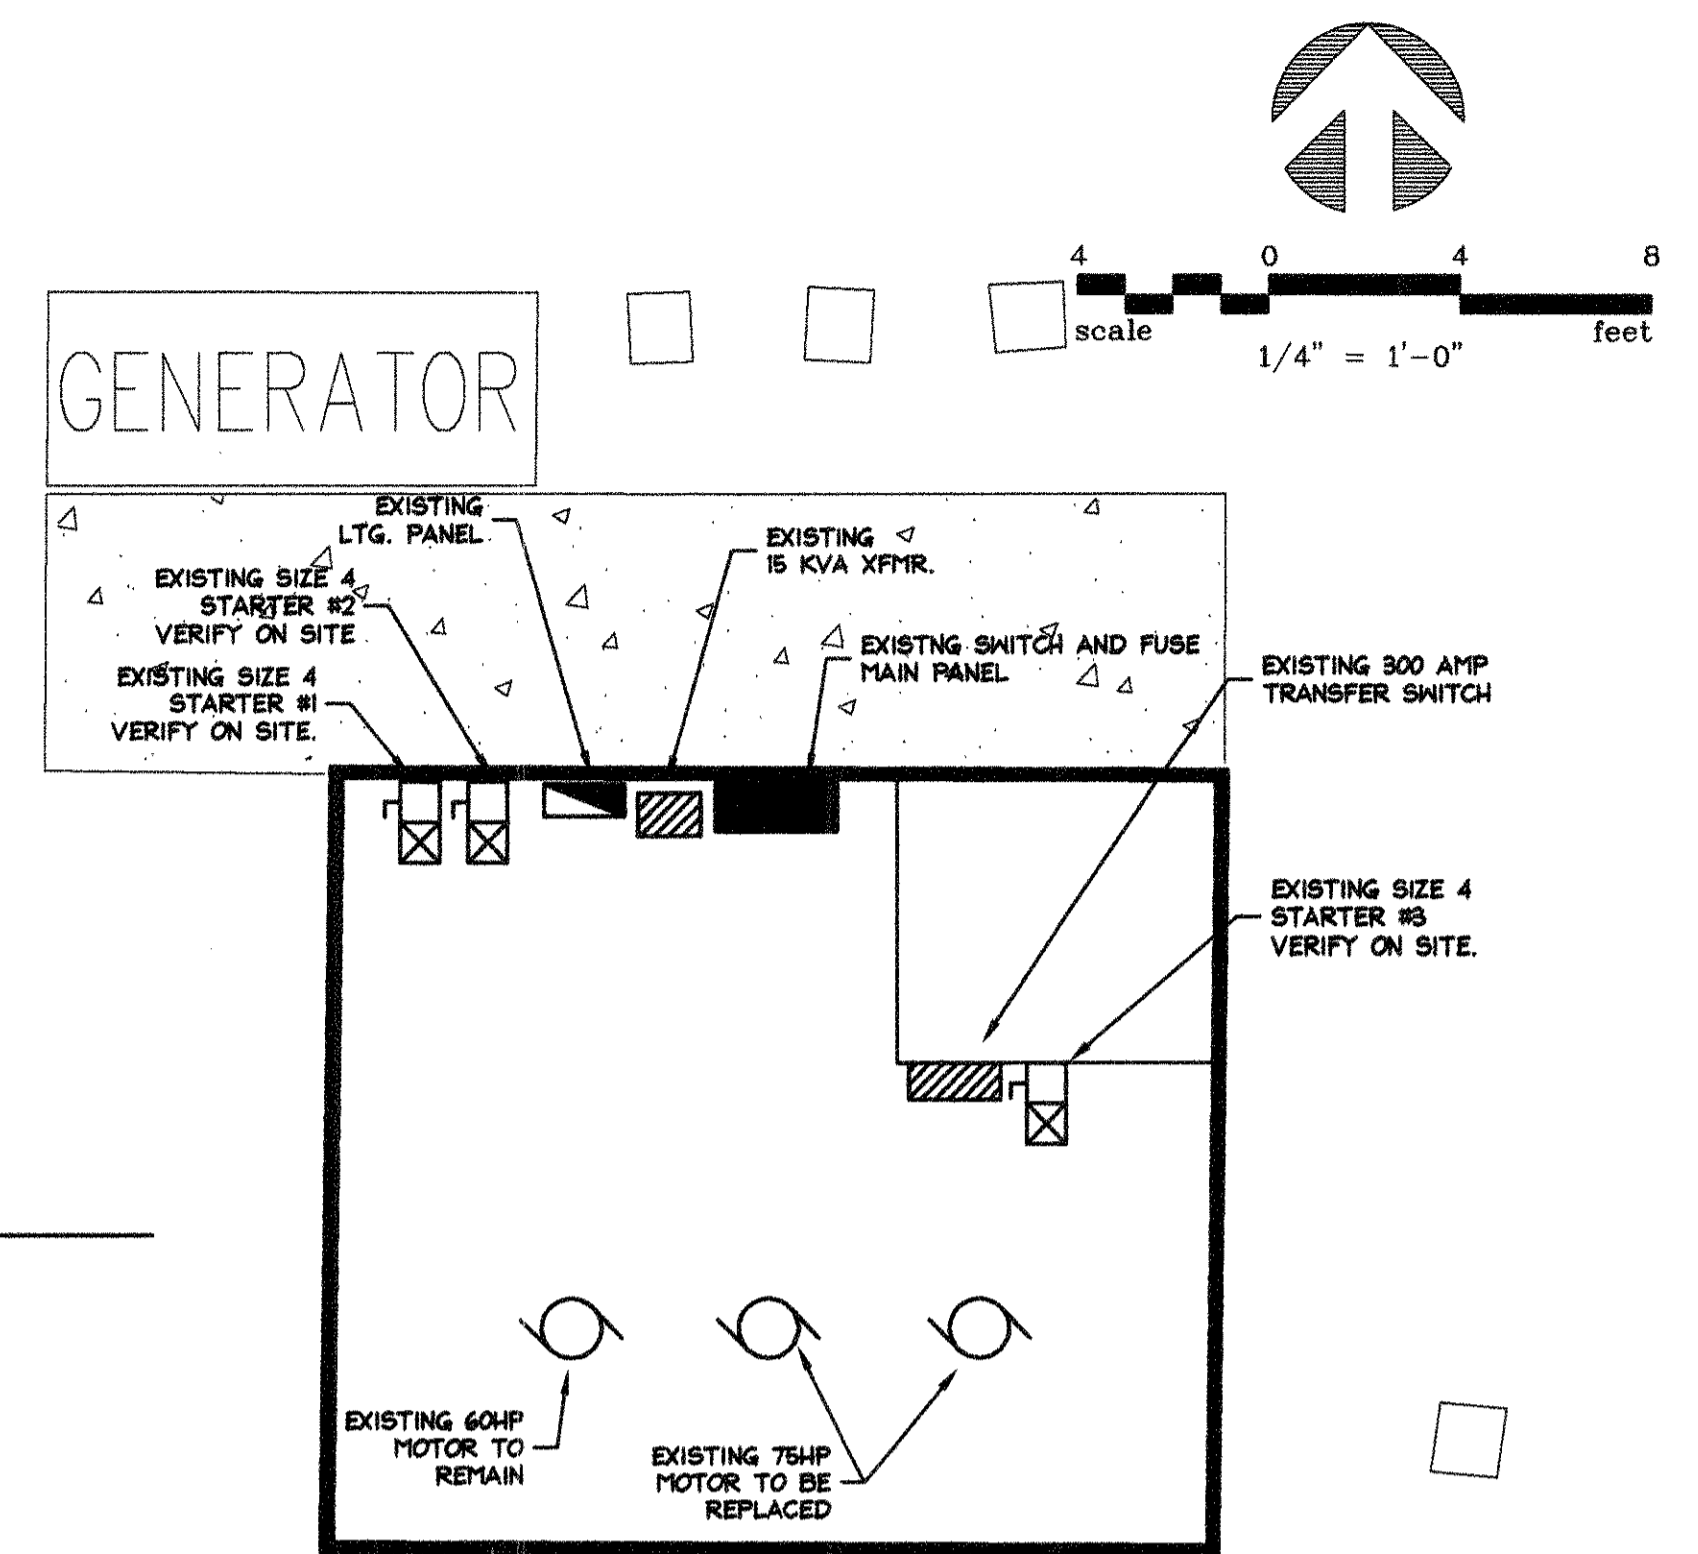 4 0 4 8
scale feet
1/4" = 1'-0"
GENERATOR
EXISTING
LTG. PANEL
EXISTING
15 KVA XFMR.
EXISTING SIZE 4
STARTER #2
VERIFY ON SITE
EXISTNG SWITCH AND FUSE
MAIN PANEL
EXISTING 300 AMP
TRANSFER SWITCH
EXISTING SIZE 4
STARTER #1
VERIFY ON SITE.
EXISTING SIZE 4
STARTER #3
VERIFY ON SITE.
EXISTING 60HP
MOTOR TO
REMAIN
EXISTING 75HP
MOTOR TO BE
REPLACED